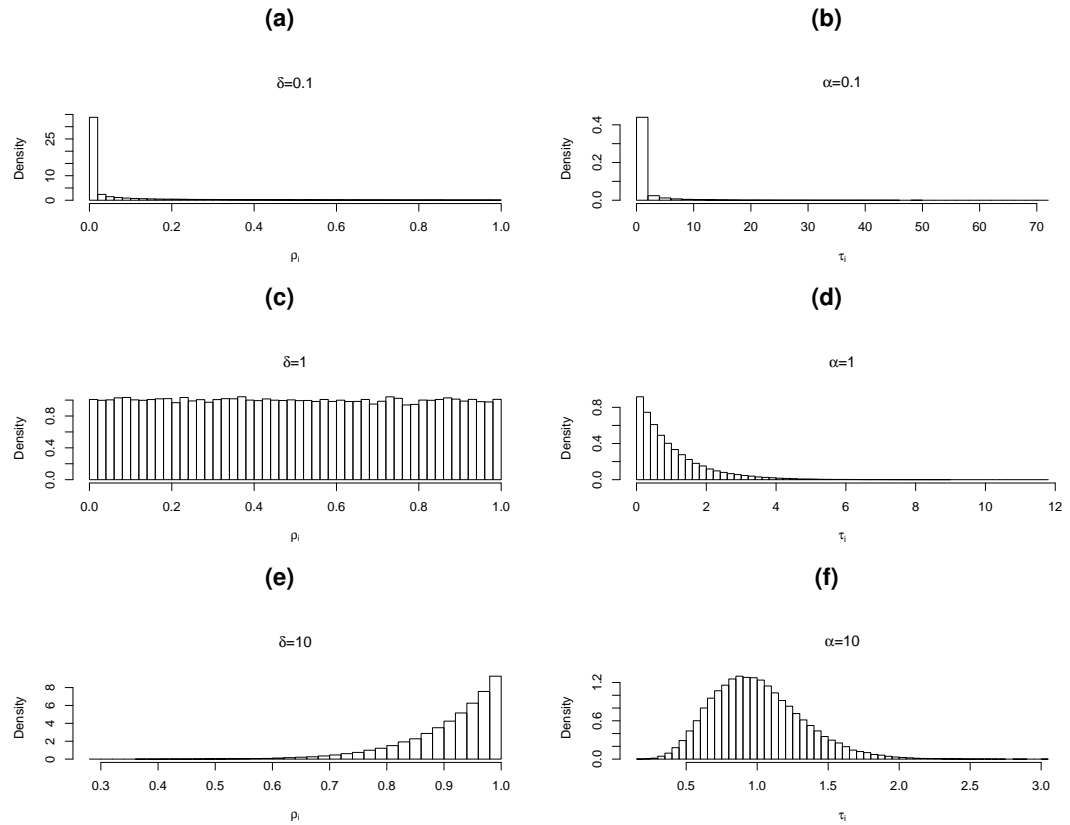 (a)
δ=0.1
Density
0 10 25
0.0 0.2 0.4 0.6 0.8 1.0
ρi
(b)
α=0.1
Density
0.0 0.2 0.4
0 10 20 30 40 50 60 70
τi
(c)
δ=1
Density
0.0 0.4 0.8
0.0 0.2 0.4 0.6 0.8 1.0
ρi
(d)
α=1
Density
0.0 0.4 0.8
0 2 4 6 8 10 12
τi
(e)
δ=10
Density
0 2 4 6 8
0.3 0.4 0.5 0.6 0.7 0.8 0.9 1.0
ρi
(f)
α=10
Density
0.0 0.6 1.2
0.5 1.0 1.5 2.0 2.5 3.0
τi